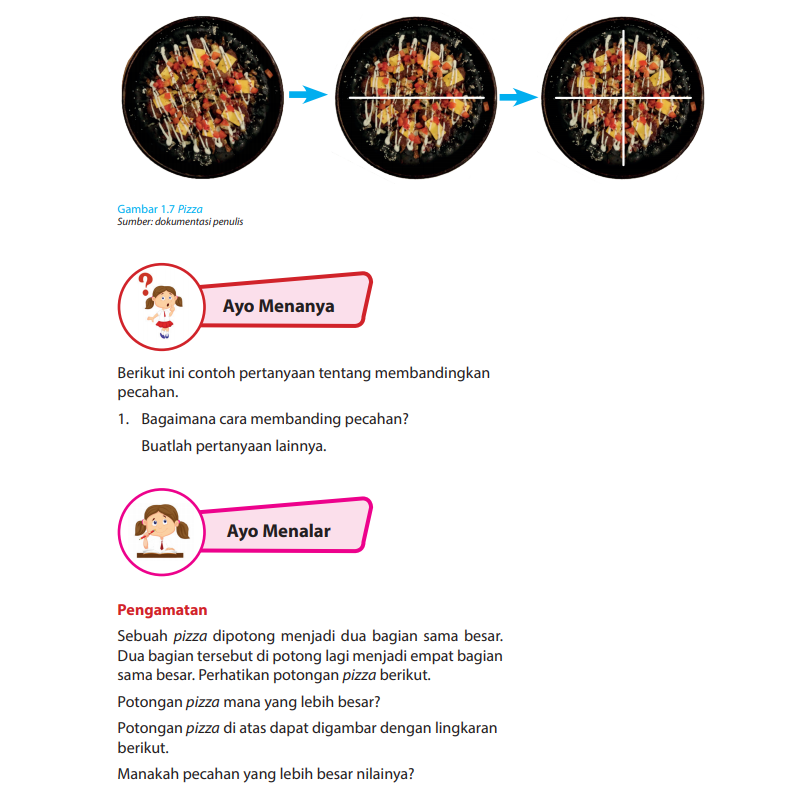 Gambar 1.7 Pizza
Sumber: dokumentasi penulis
?
Ayo Menanya
Berikut ini contoh pertanyaan tentang membandingkan
pecahan.
1. Bagaimana cara membanding pecahan?
Buatlah pertanyaan lainnya.
Ayo Menalar
Pengamatan
Sebuah pizza dipotong menjadi dua bagian sama besar.
Dua bagian tersebut di potong lagi menjadi empat bagian
sama besar. Perhatikan potongan pizza berikut.
Potongan pizza mana yang lebih besar?
Potongan pizza di atas dapat digambar dengan lingkaran
berikut.
Manakah pecahan yang lebih besar nilainya?